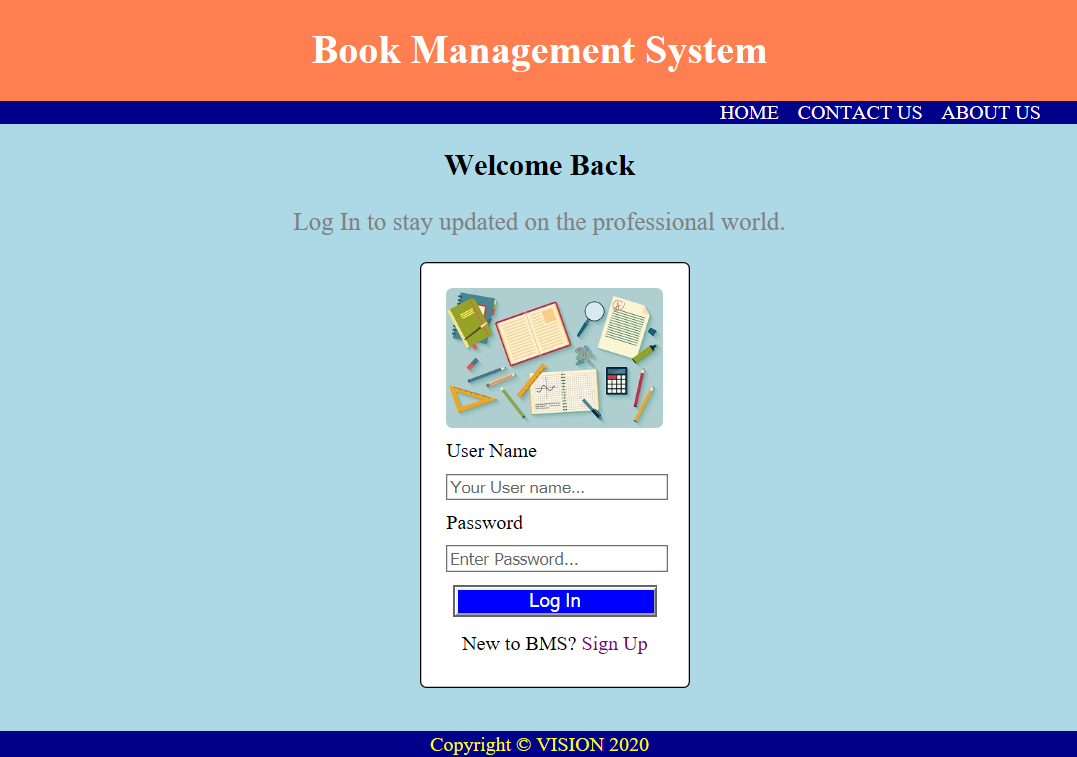 Book Management System
HOME CONTACT US ABOUT US
Welcome Back
Log In to stay updated on the professional world.
User Name
Your User name...
Password
Enter Password...
Log In
New to BMS? Sign Up
Copyright © VISION 2020